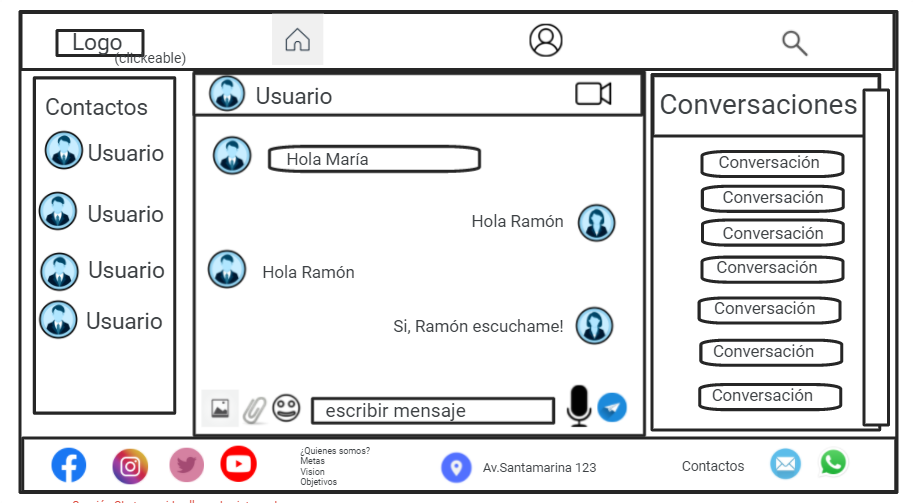 Logo
(clickeable)
Contactos
Usuario
Usuario
Usuario
Usuario
Usuario
Hola María
Hola Ramón
Hola Ramón
Si, Ramón escuchame!
escribir mensaje
Conversaciones
Conversación
Conversación
Conversación
Conversación
Conversación
Conversación
Conversación
¿Quienes somos?
Metas
Vision
Objetivos
Av.Santamarina 123
Contactos